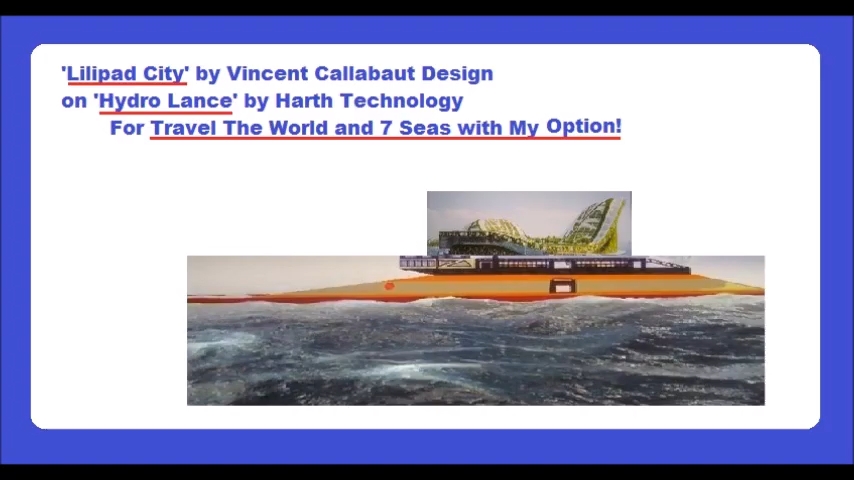 'Lilipad City' by Vincent Callabaut Design
on 'Hydro Lance' by Harth Technology
For Travel The World and 7 Seas with My Option!